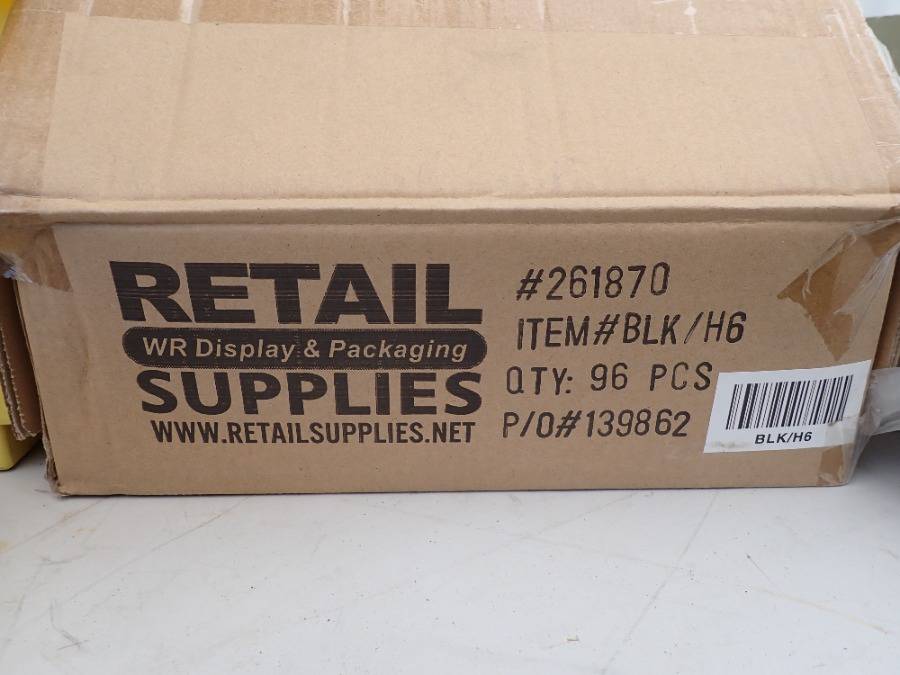 RETAIL
WR Display & Packaging
SUPPLIES
WWW.RETAILSUPPLIES.NET
#261870
ITEM#BLK/H6
QTY: 96 PCS
P/O#139862
BLK/H6